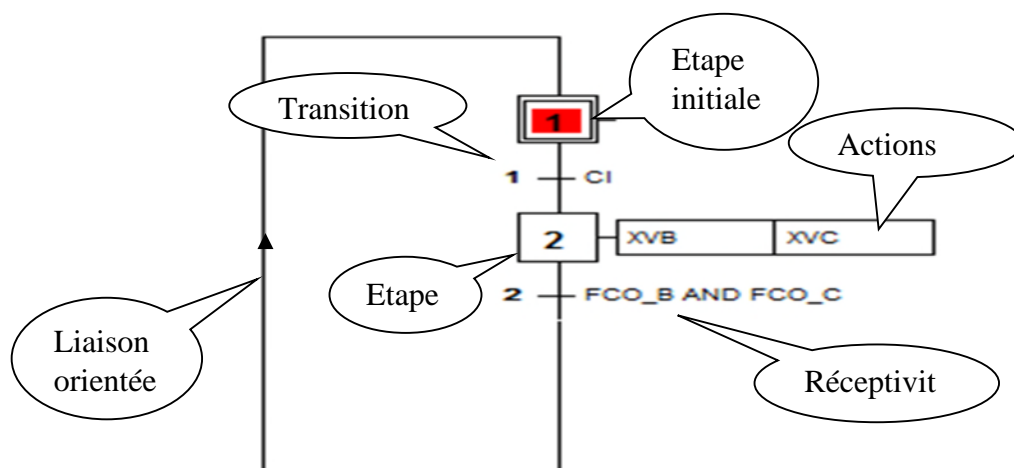 Etape
initiale
Transition
1
Actions
1 CI
2 XVB XVC
Etape
2 FCO_B AND FCO_C
Liaison
orientée
Réceptivit